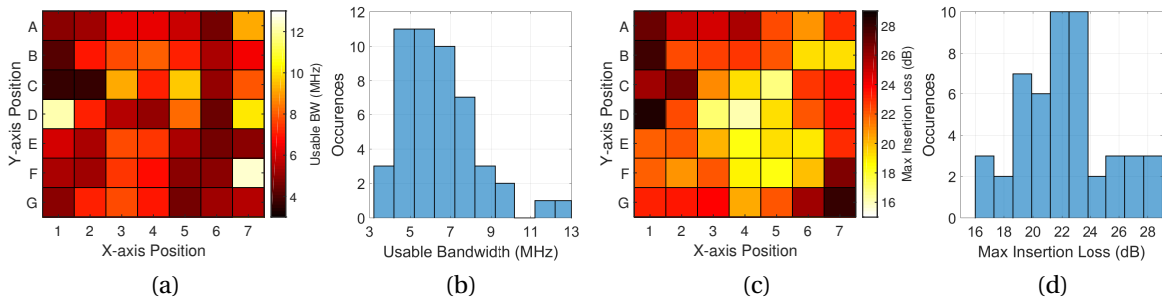 A
B
C
D
E
F
G
Y-axis Position
1 2 3 4 5 6 7
X-axis Position
12
10
8
6
4
Usable BW (MHz)
(a)
12
10
8
6
4
2
0
Occurences
3 5 7 9 11 13
Usable Bandwidth (MHz)
(b)
A
B
C
D
E
F
G
Y-axis Position
1 2 3 4 5 6 7
X-axis Position
28
26
24
22
20
18
16
Max Insertion Loss (dB)
(c)
10
8
6
4
2
0
Occurences
16 18 20 22 24 26 28
Max Insertion Loss (dB)
(d)